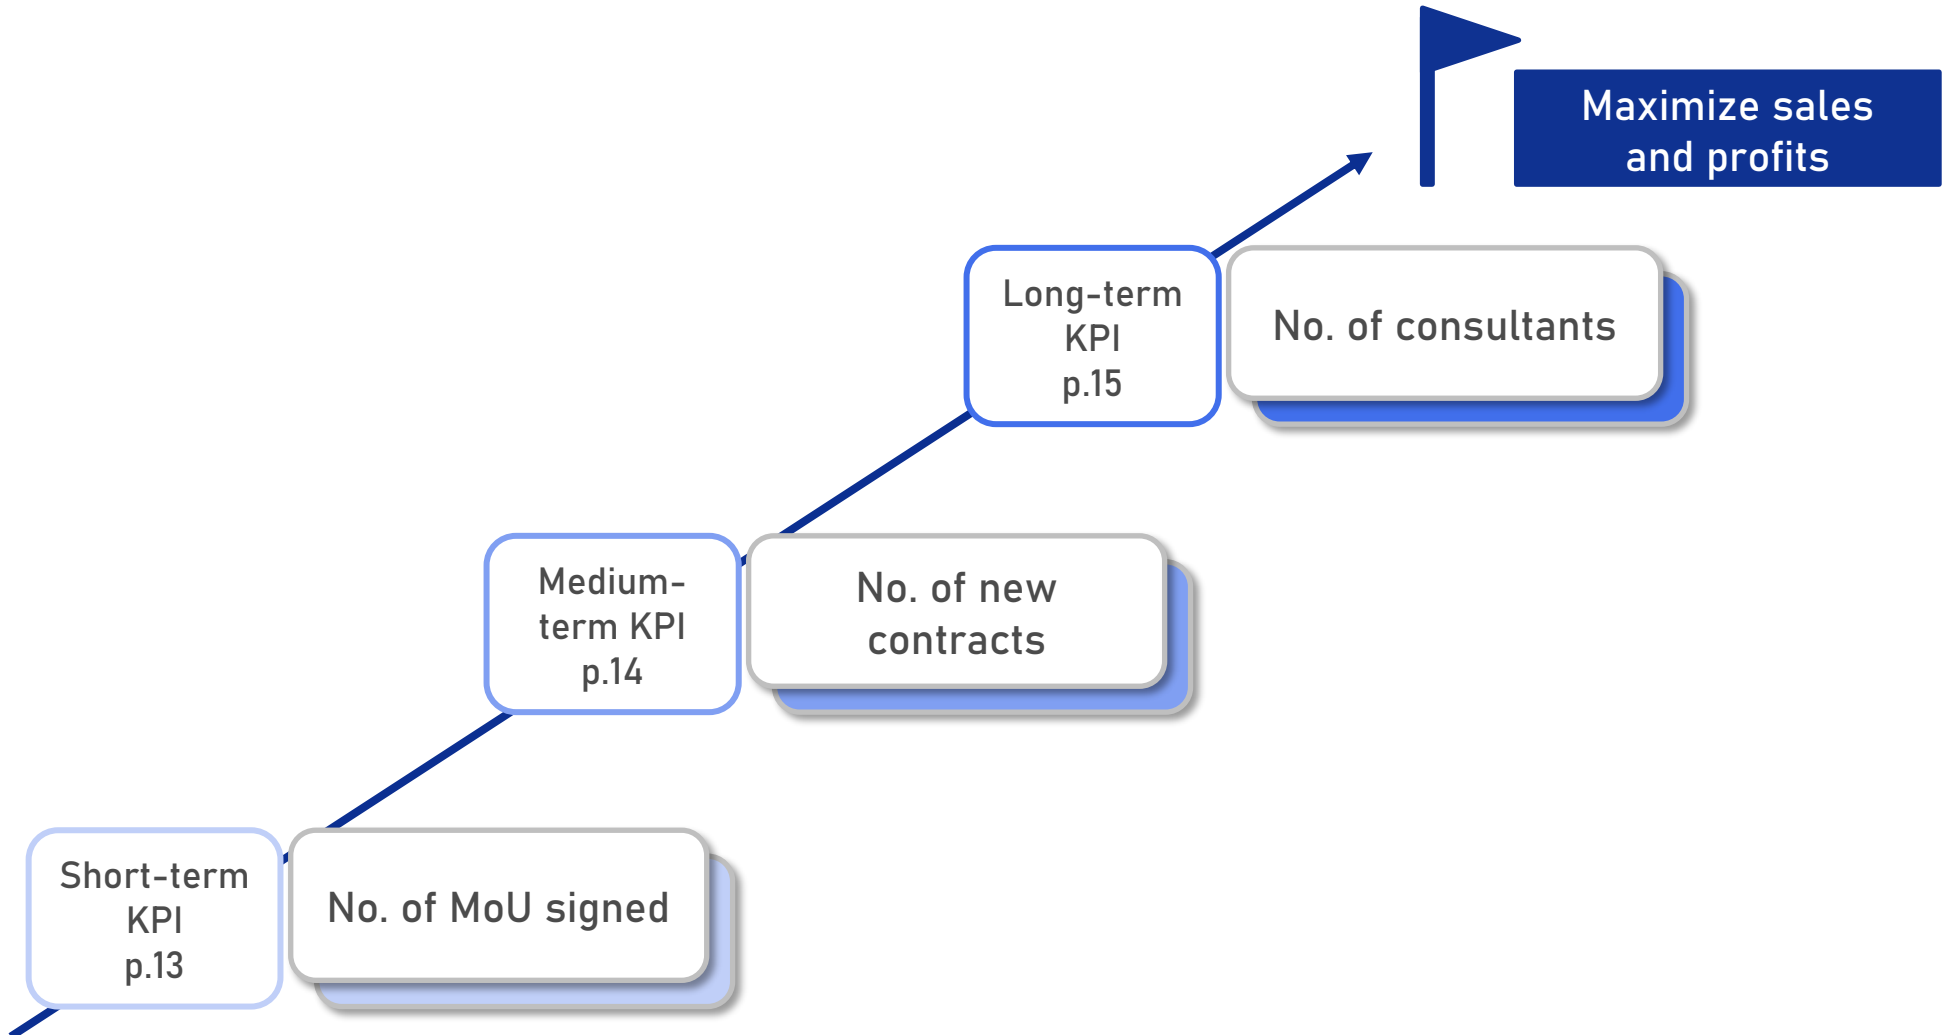 Maximize sales
and profits
Long-term
KPI
p.15
No. of consultants
Medium-
term KPI
p.14
No. of new
contracts
Short-term
KPI
p.13
No. of MoU signed